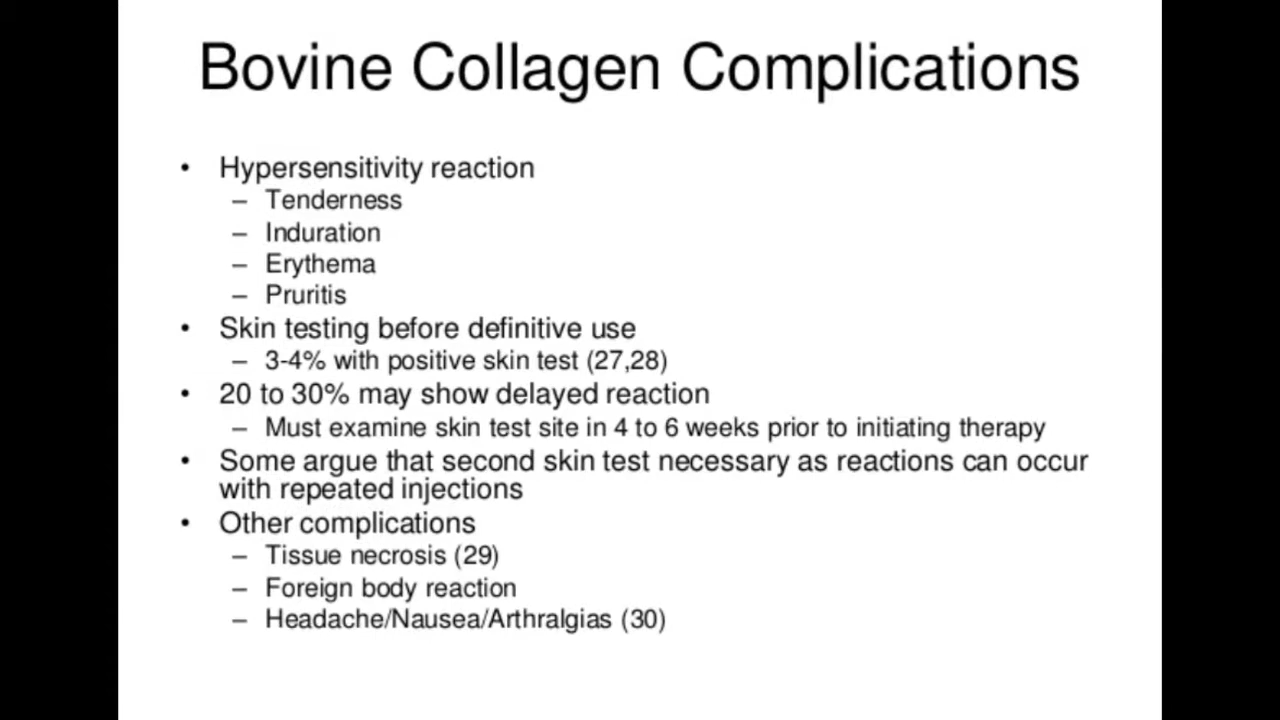 Bovine Collagen Complications
• Hypersensitivity reaction
– Tenderness
– Induration
– Erythema
– Pruritis
• Skin testing before definitive use
– 3-4% with positive skin test (27,28)
• 20 to 30% may show delayed reaction
– Must examine skin test site in 4 to 6 weeks prior to initiating therapy
• Some argue that second skin test necessary as reactions can occur
with repeated injections
• Other complications
– Tissue necrosis (29)
– Foreign body reaction
– Headache/Nausea/Arthralgias (30)